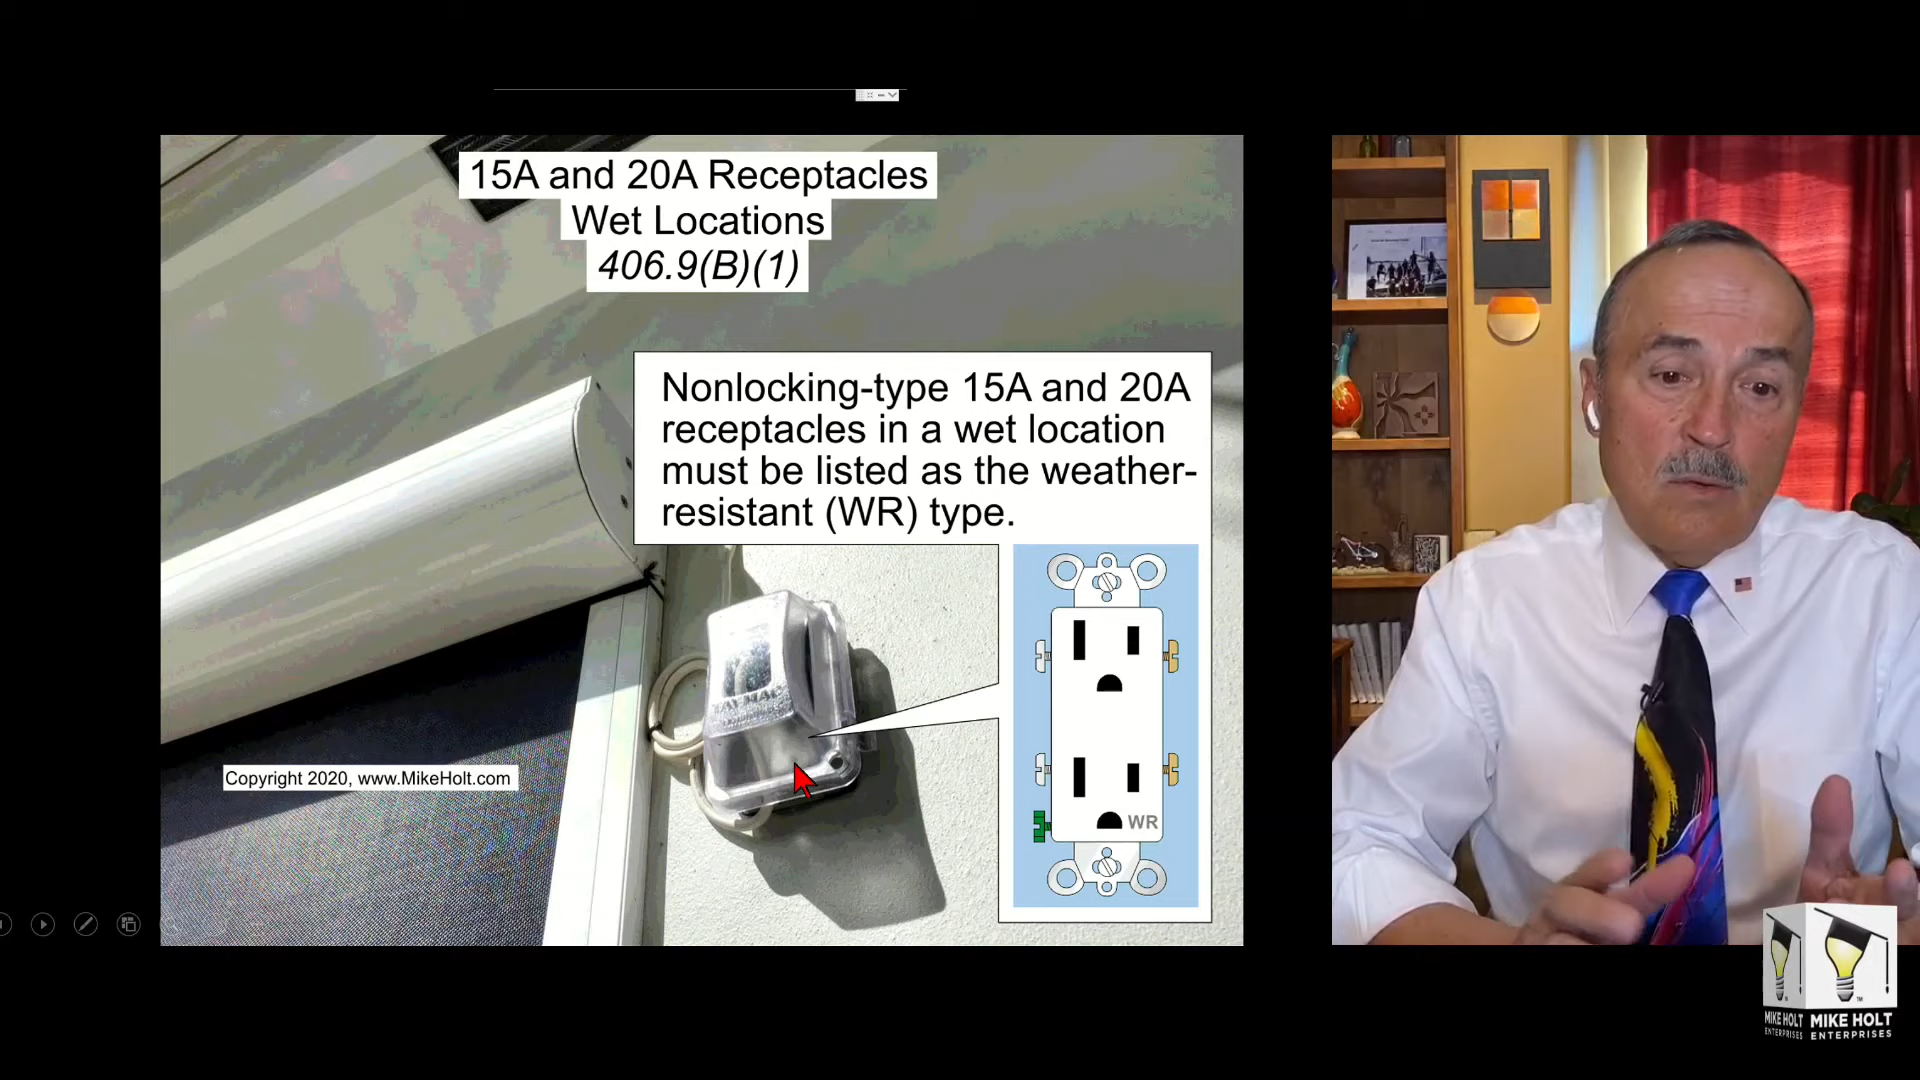 15A and 20A Receptacles
Wet Locations
406.9(B)(1)
Nonlocking-type 15A and 20A
receptacles in a wet location
must be listed as the weather-
resistant (WR) type.
TAYMAC
WR
Copyright 2020, www.MikeHolt.com
MIKE HOLT
ENTERPRISES
MIKE HOLT
ENTERPRISES